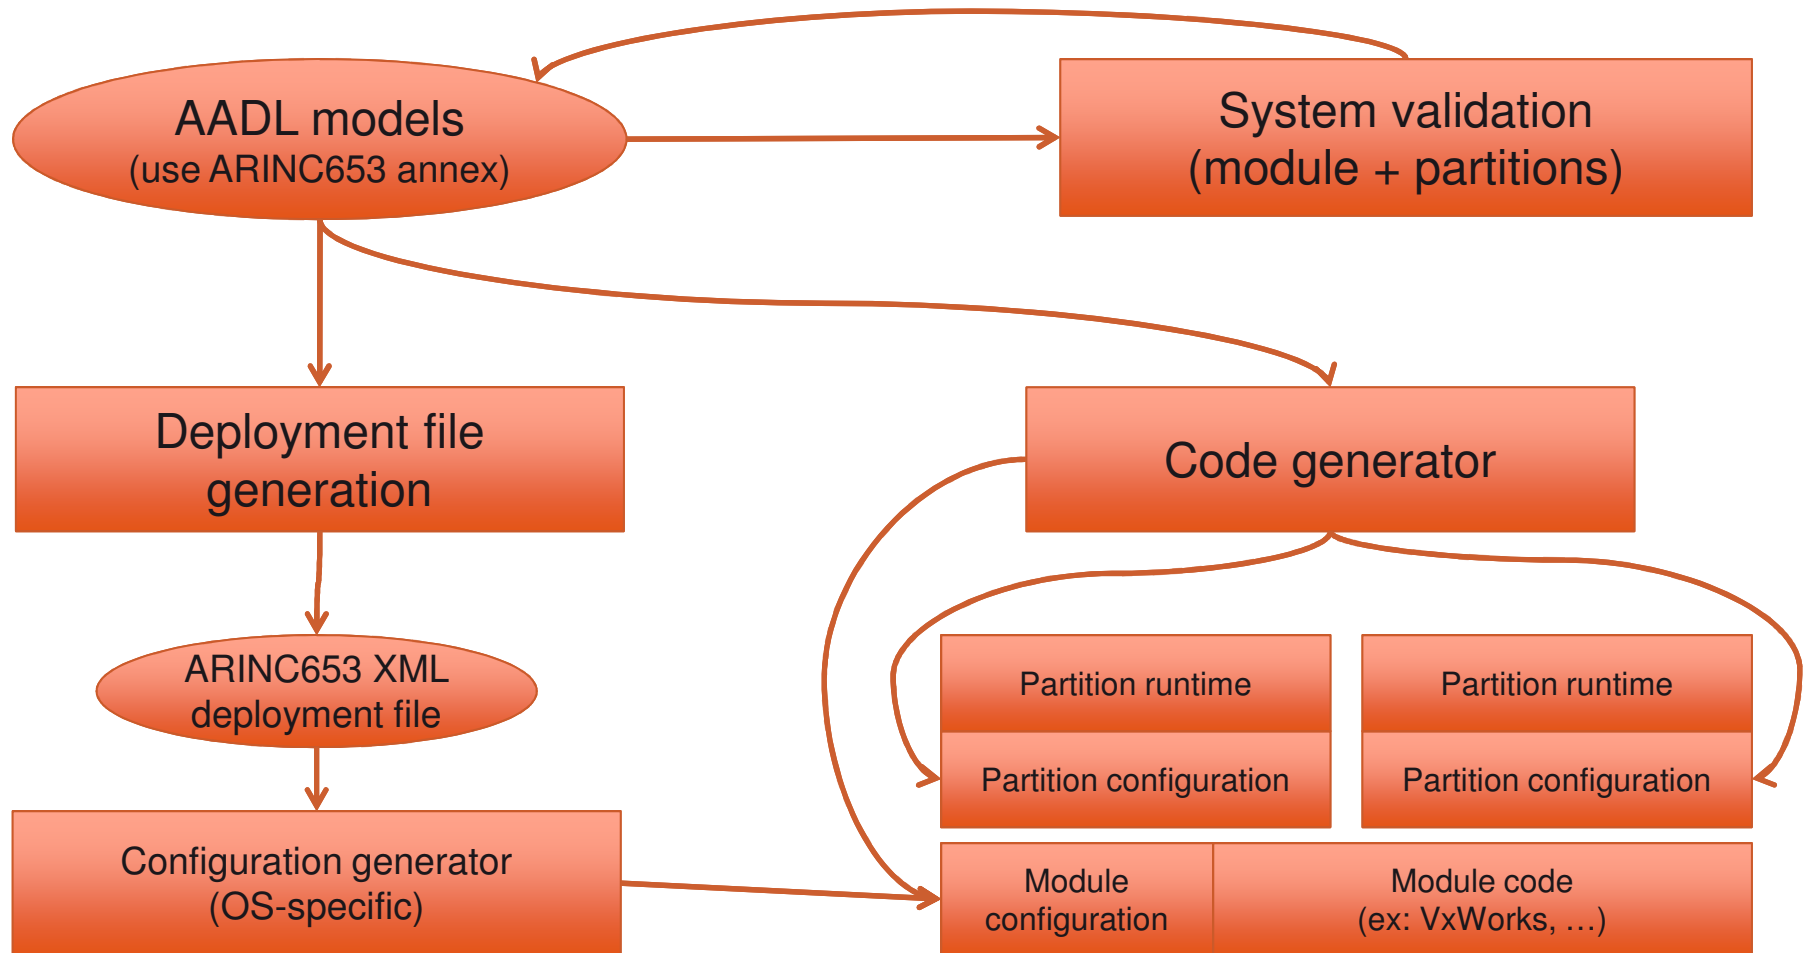 AADL models
(use ARINC653 annex)
System validation
(module + partitions)
Deployment file
generation
Code generator
ARINC653 XML
deployment file
Partition runtime
Partition runtime
Partition configuration
Partition configuration
Configuration generator
(OS-specific)
Module
configuration
Module code
(ex: VxWorks, …)